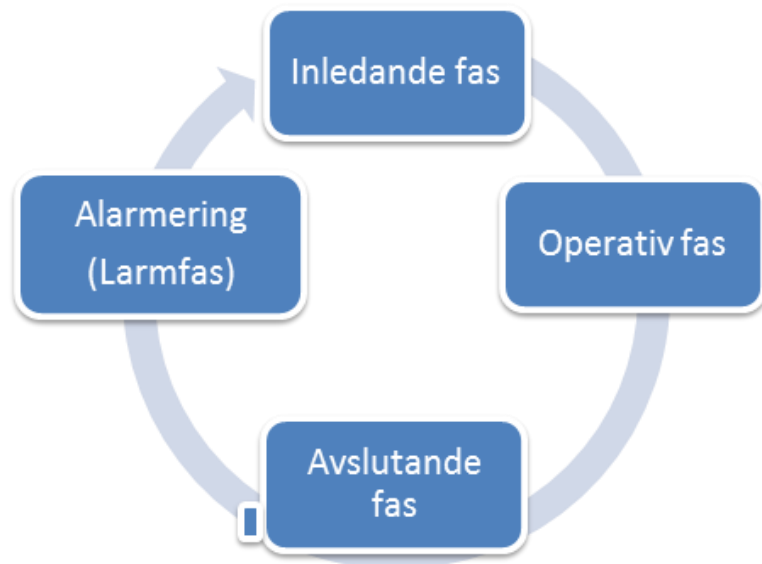 Inledande fas
Operativ fas
Avslutande
fas
Alarmering
(Larmfas)